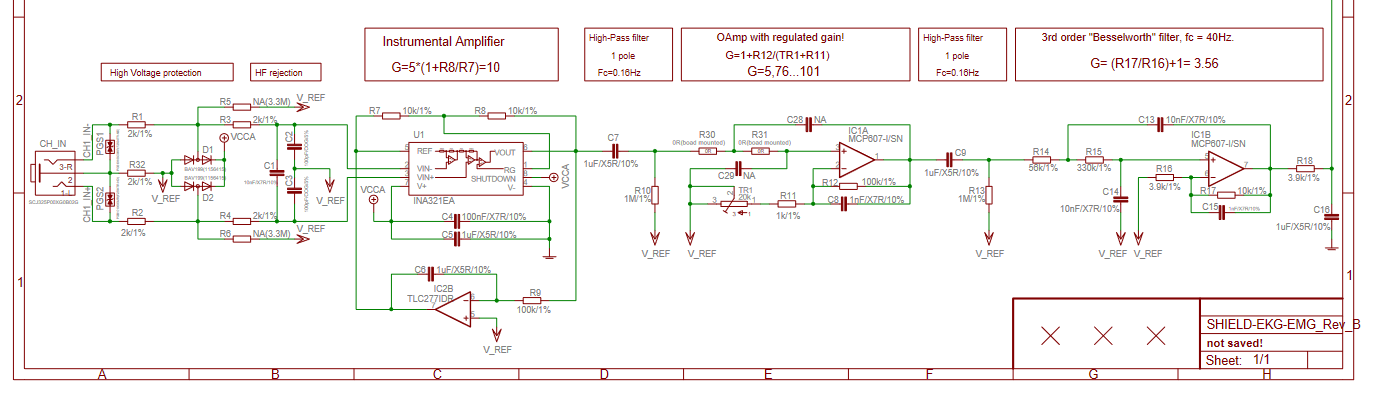 High Voltage protection
HF rejection
Instrumental Amplifier
G=5*(1+R8/R7)=10
High-Pass filter
1 pole
Fc=0.16Hz
OAmp with regulated gain!
G=1+R12/(TR1+R11)
G=5,76...101
High-Pass filter
1 pole
Fc=0.16Hz
3rd order "Besselworth" filter, fc = 40Hz.
G= (R17/R16)+1= 3.56
2
2
1
1
CH_IN
3-R
2
1-L
CH1 IN-
CH1 IN+
PGS1
PGS2
R1
2k/1%
R32
2k/1%
R2
2k/1%
D1
D2
V_REF
VCCA
R5
NA(3.3M)
V_REF
R3
2k/1%
R4
2k/1%
R6
NA(3.3M)
V_REF
C1
C2
C3
V_REF
R7
10k/1%
R8
10k/1%
U1
REF
VOUT
VIN-
RG
VIN+
SHUTDOWN
V+
V-
INA321EA
VCCA
VCCA
C4
100nF/X7R/10%
C5
1uF/X5R/10%
C6
1uF/X5R/10%
IC2B
TLC277IDR
R9
100k/1%
V_REF
C7
1uF/X5R/10%
R10
1M/1%
V_REF
R30
0R(boad mounted)
R31
0R(boad mounted)
C28
NA
C29
NA
TR1
20K
R11
1k/1%
V_REF
IC1A
MCP607-I/SN
R12
100k/1%
C8
1nF/X7R/10%
C9
1uF/X5R/10%
R13
1M/1%
V_REF
R14
56k/1%
R15
330k/1%
C13
10nF/X7R/10%
C14
10nF/X7R/10%
V_REF
V_REF
IC1B
MCP607-I/SN
R16
3.9k/1%
R17
10k/1%
C15
R18
3.9k/1%
C16
1uF/X5R/10%
SHIELD-EKG-EMG_Rev_B
not saved!
Sheet: 1/1
A
B
C
D
E
F
G
H